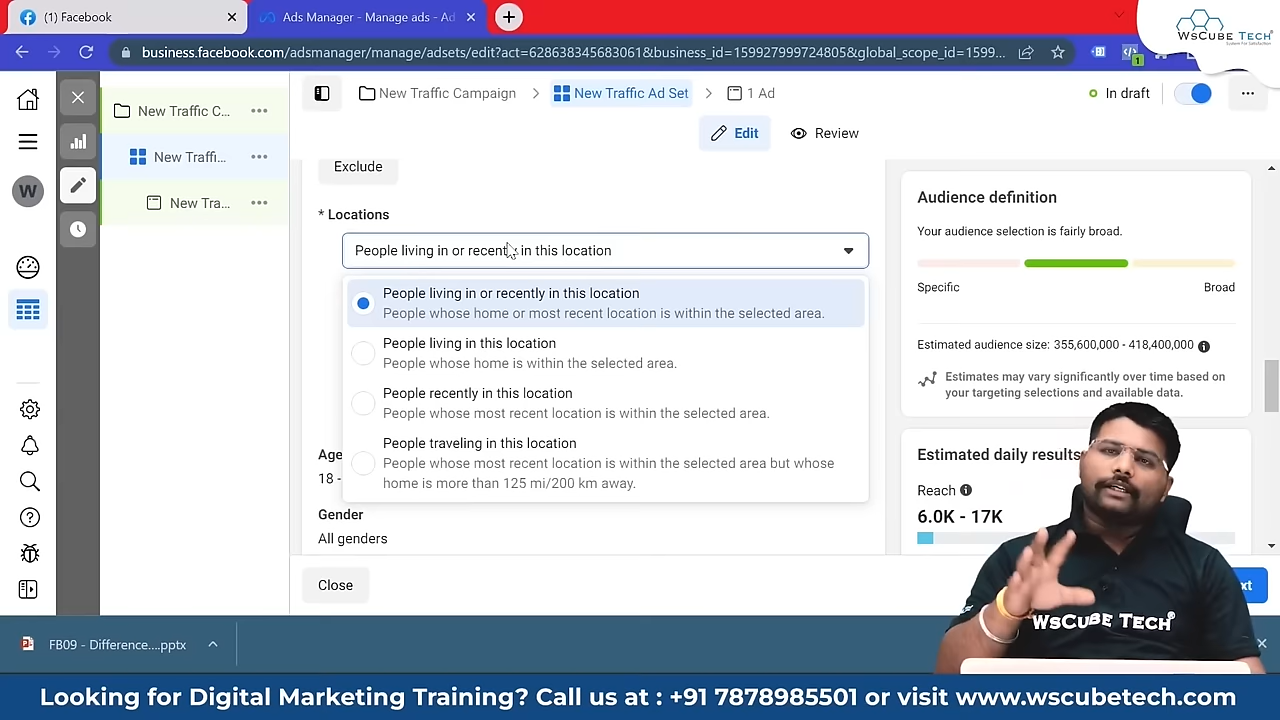 (1) Facebook
Ads Manager - Manage ads - Ad
WsCube Tech
business.facebook.com/adsmanager/manage/adsets/edit?act=628638345683061&business_id=159927999724805&global_scope_id=1599...
1
New Traffic C...
New Traffi...
New Tra...
W
New Traffic Campaign
New Traffic Ad Set
1 Ad
In draft
Edit
Review
Exclude
* Locations
People living in or recently in this location
People living in or recently in this location
People whose home or most recent location is within the selected area.
People living in this location
People whose home is within the selected area.
People recently in this location
People whose most recent location is within the selected area.
People traveling in this location
People whose most recent location is within the selected area but whose
home is more than 125 mi/200 km away.
Age
18 -
Gender
All genders
Close
Audience definition
Your audience selection is fairly broad.
Specific
Broad
Estimated audience size: 355,600,000 - 418,400,000
Estimates may vary significantly over time based on
your targeting selections and available data.
Estimated daily results
Reach
6.0K - 17K
WsCube Tech
FB09 - Difference....pptx
Looking for Digital Marketing Training? Call us at : +91 7878985501 or visit www.wscubetech.com